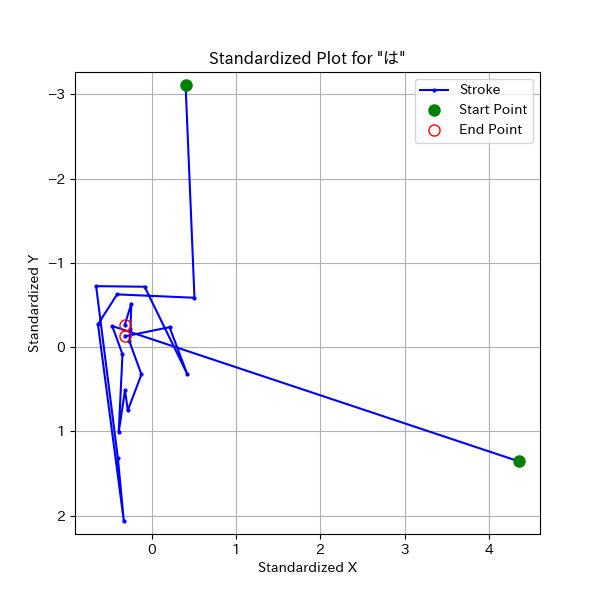 Standardized Plot for "は"
Stroke
Start Point
End Point
−3
−2
−1
0
1
2
Standardized Y
0 1 2 3 4
Standardized X